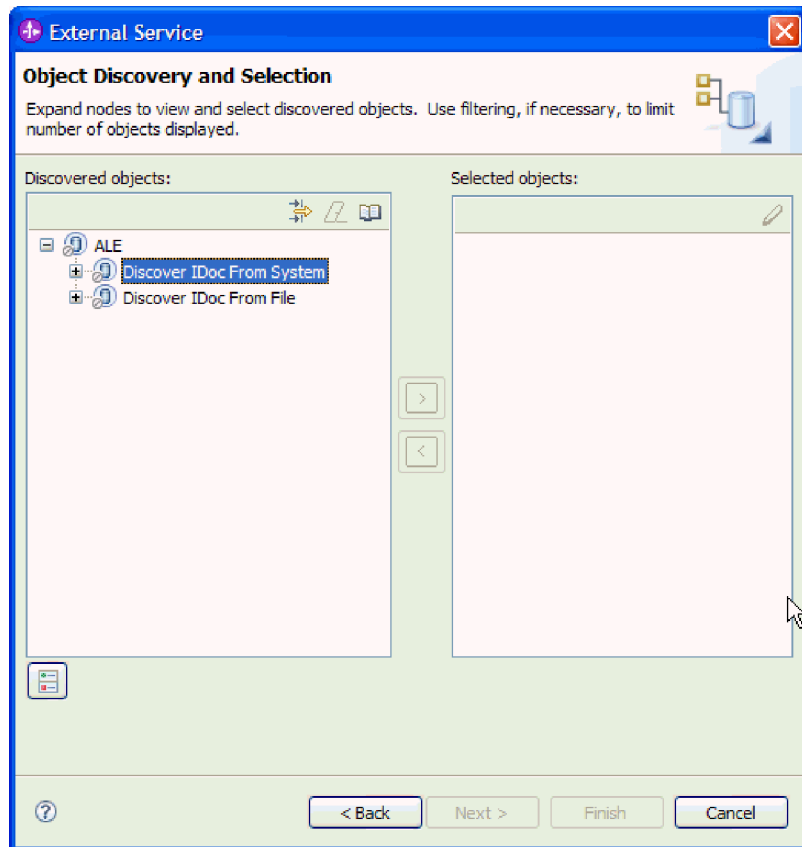 External Service
Object Discovery and Selection
Expand nodes to view and select discovered objects. Use filtering, if necessary, to limit
number of objects displayed.
Discovered objects:
Selected objects:
ALE
Discover IDoc From System
Discover IDoc From File
>
<
?
< Back
Next >
Finish
Cancel